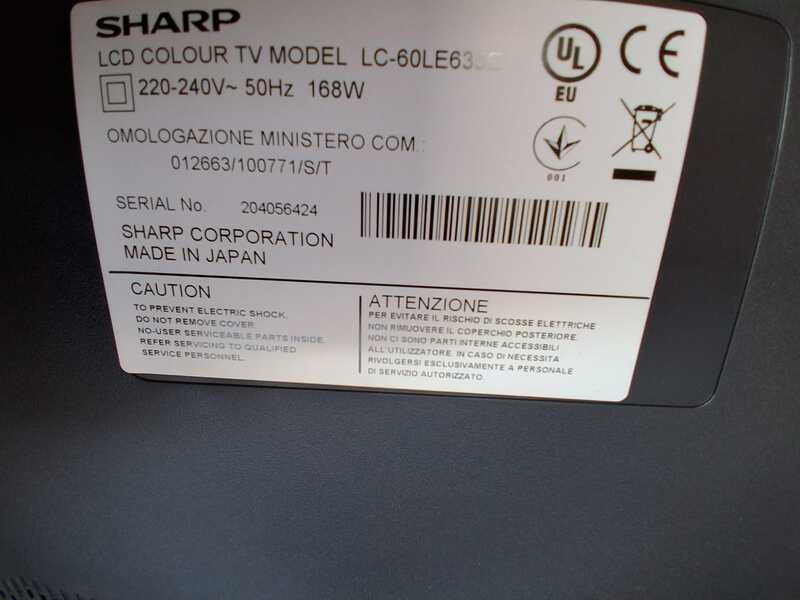 SHARP
LCD COLOUR TV MODEL
220-240V~ 50Hz 168W
OMOLOGAZIONE MINISTERO COM.:
012663/100771/S/T
SERIAL No. 204056424
SHARP CORPORATION
MADE IN JAPAN
UL
EU
CE
001
CAUTION
TO PREVENT ELECTRIC SHOCK,
DO NOT REMOVE COVER.
NO-USER SERVICEABLE PARTS INSIDE.
REFER SERVICING TO QUALIFIED
SERVICE PERSONNEL.
ATTENZIONE
PER EVITARE IL RISCHIO DI SCOSSE ELETTRICHE
NON RIMUOVERE IL COPERCHIO POSTERIORE.
NON CI SONO PARTI INTERNE ACCESSIBILI
ALL'UTILIZZATORE. IN CASO DI NECESSITA
RIVOLGERSI ESCLUSIVAMENTE A PERSONALE
DI SERVIZIO AUTORIZZATO.